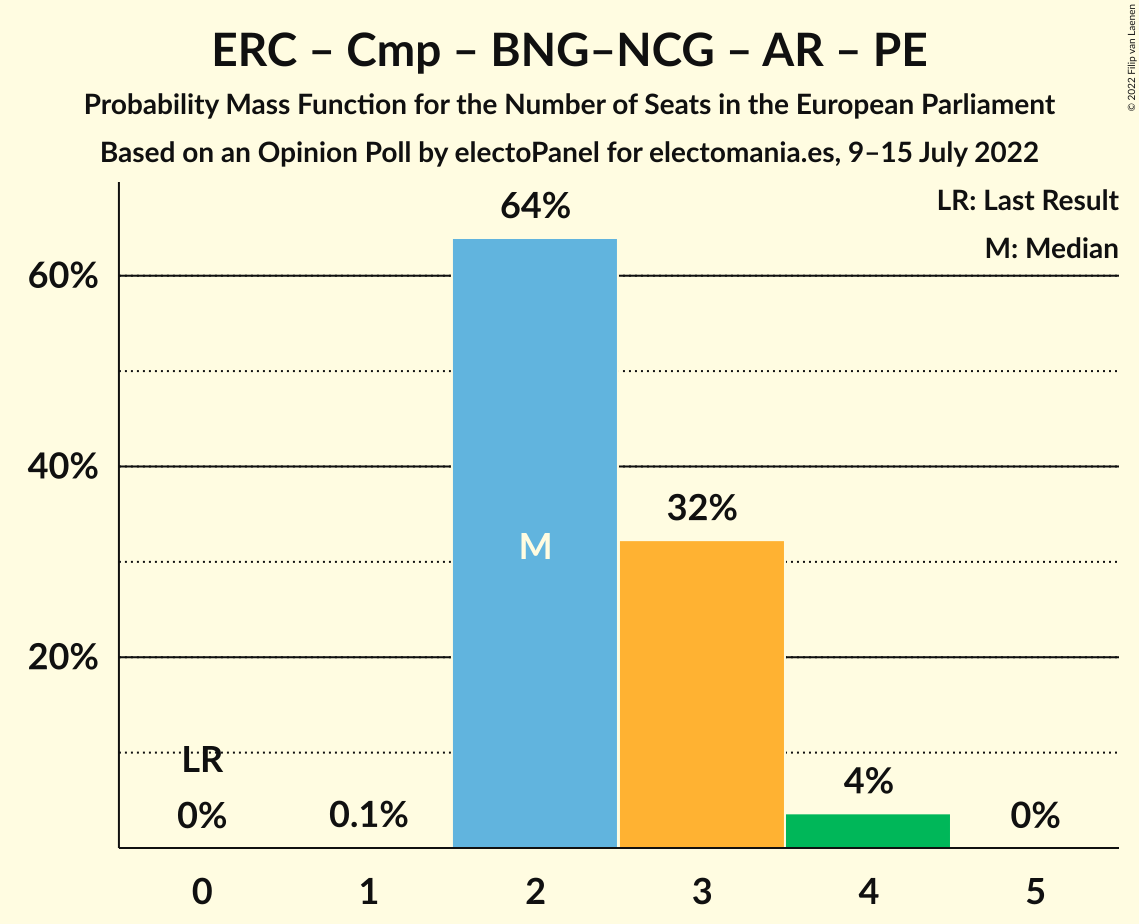 ERC – Cmp – BNG–NCG – AR – PE
Probability Mass Function for the Number of Seats in the European Parliament
Based on an Opinion Poll by electoPanel for electomania.es, 9–15 July 2022
© 2022 Filip van Laenen
LR: Last Result
M: Median
64%
60%
40%
32%
M
20%
LR
4%
0%
0.1%
0%
0 1 2 3 4 5